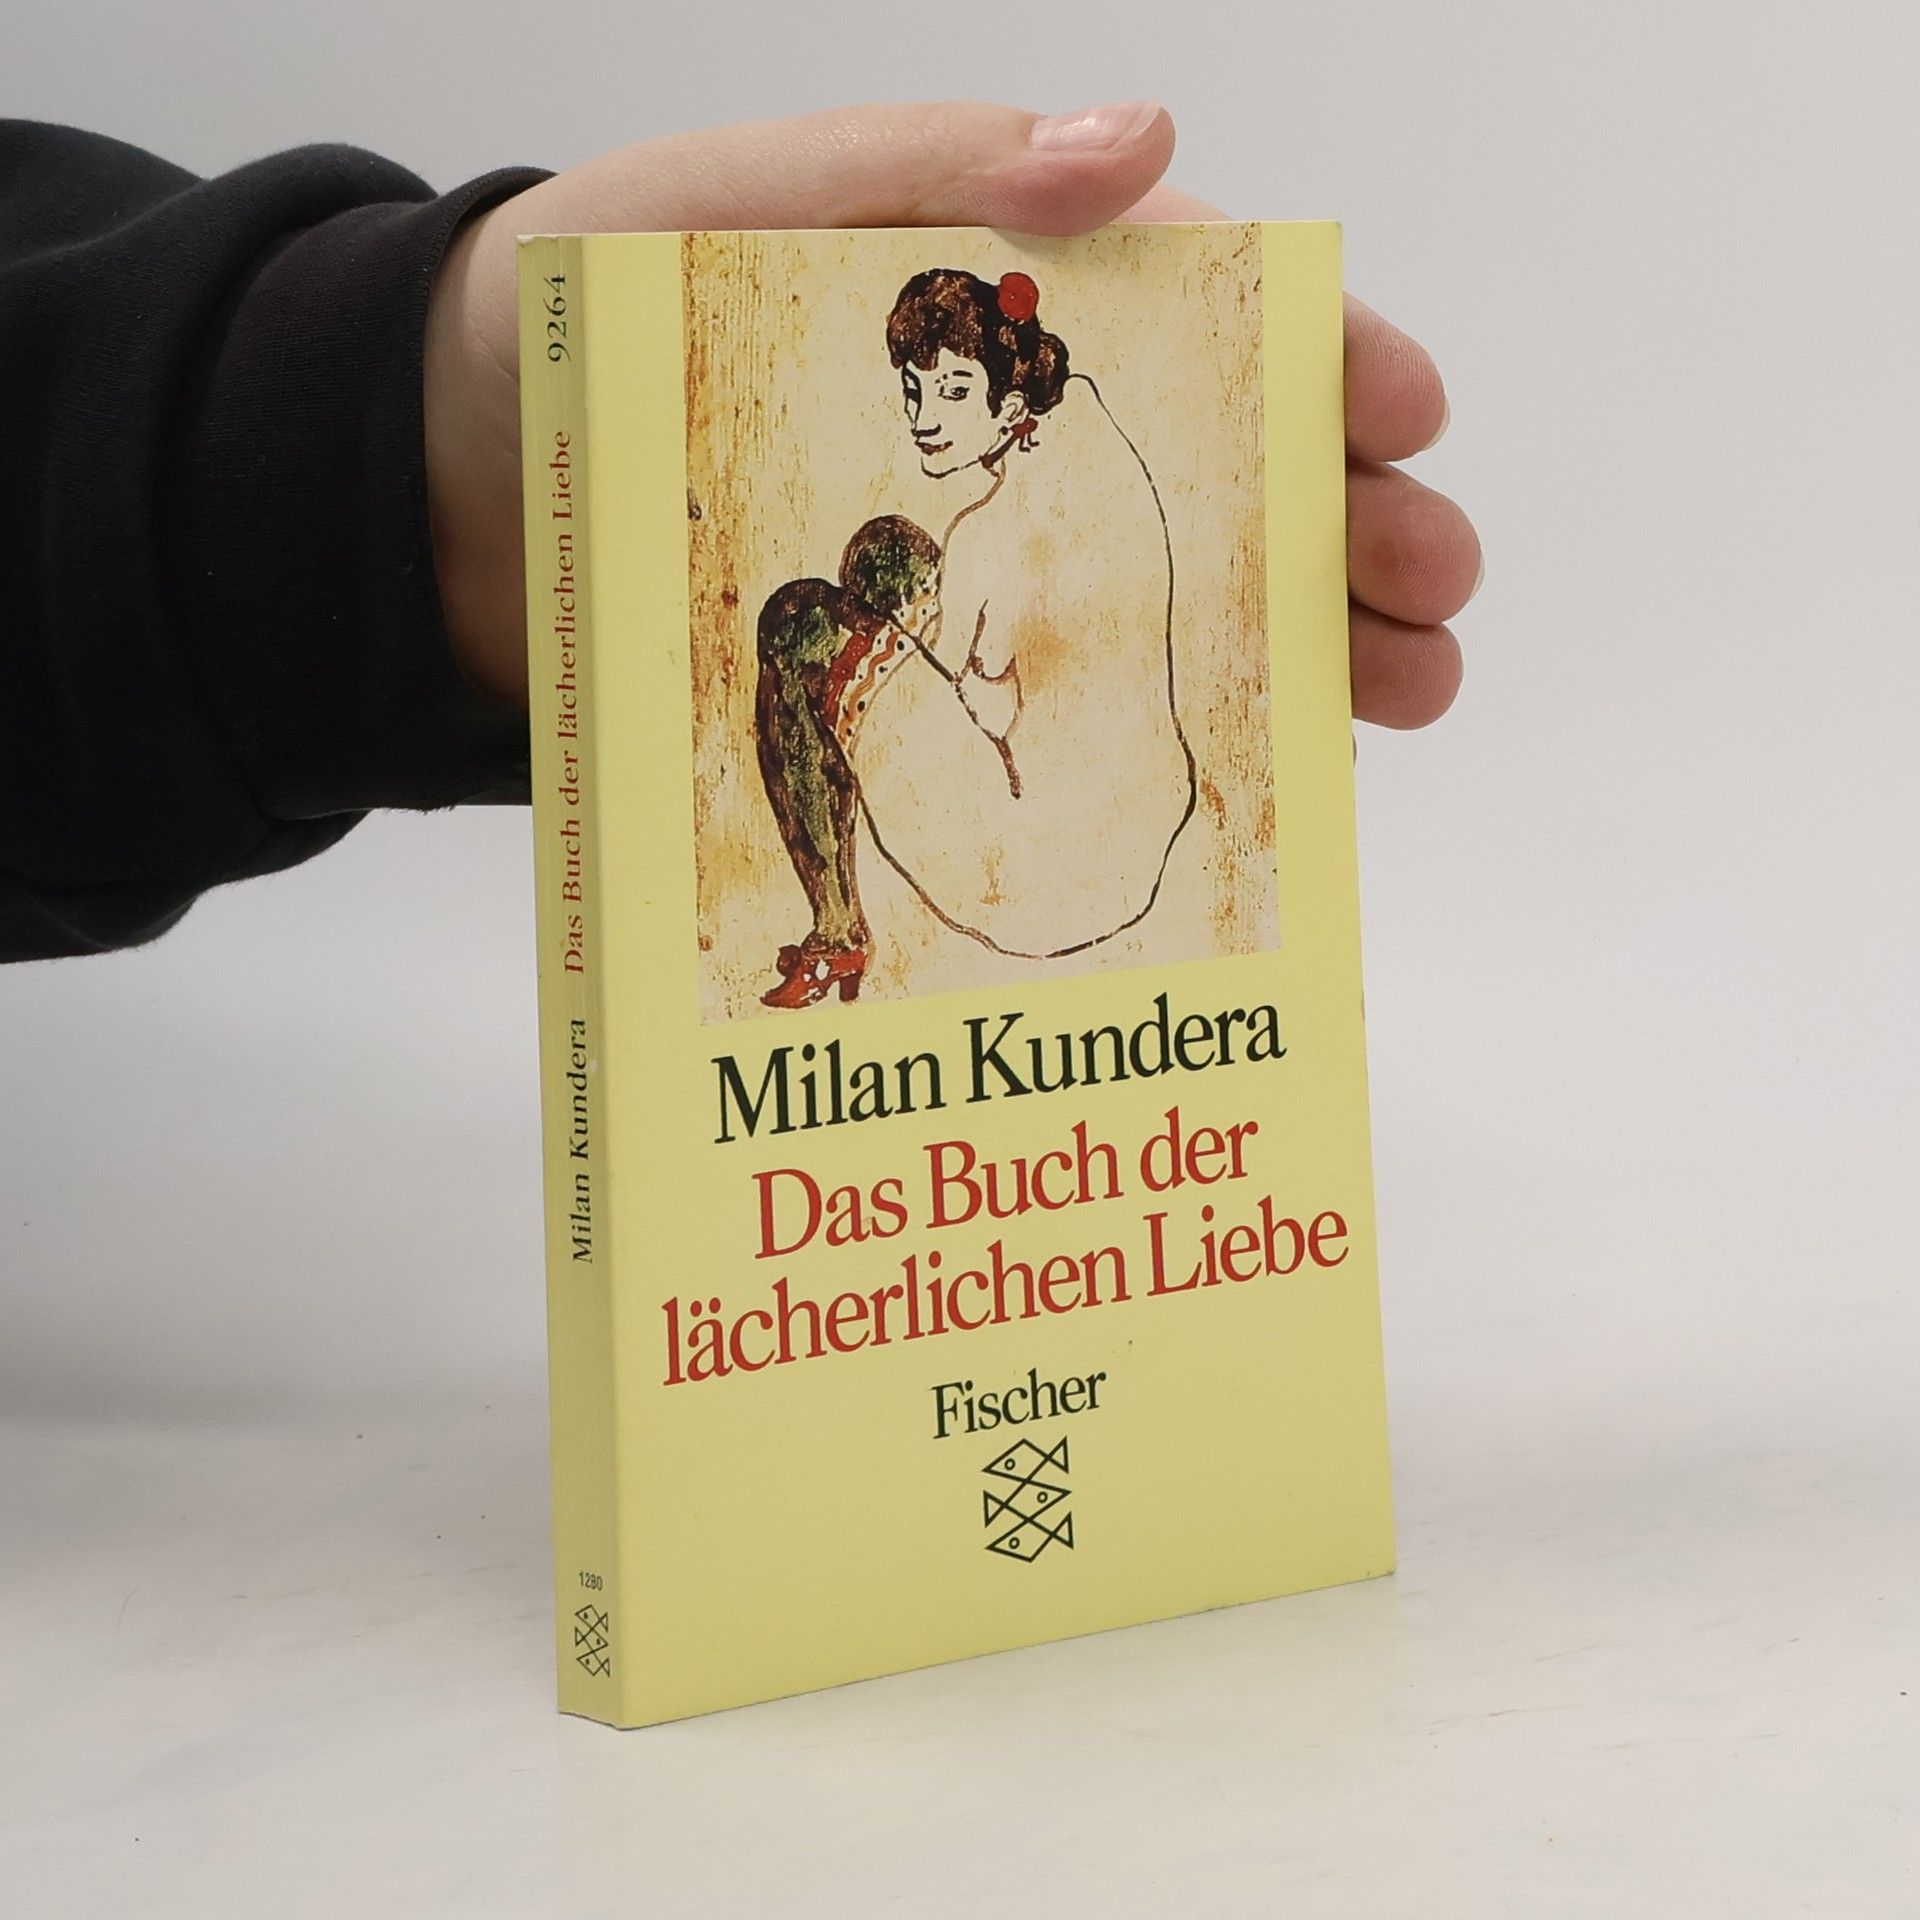 Milan Kundera
Das Buch der
lächerlichen Liebe
Fischer
Milan Kundera Das Buch der lächerlichen Liebe 9264
1280